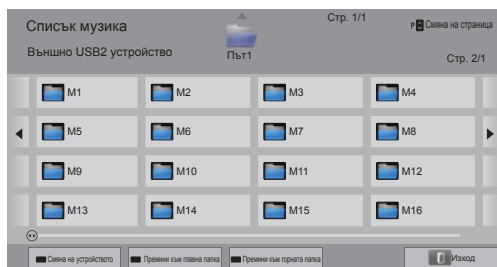 Списък музика
Стр. 1/1
P Смяна на страница
Външно USB2 устройство
Път1
Стр. 2/1
M1 M2 M3 M4
M5 M6 M7 M8
M9 M10 M11 M12
M13 M14 M15 M16
Смяна на устройството Премини към главна папка Премини към горната папка Изход